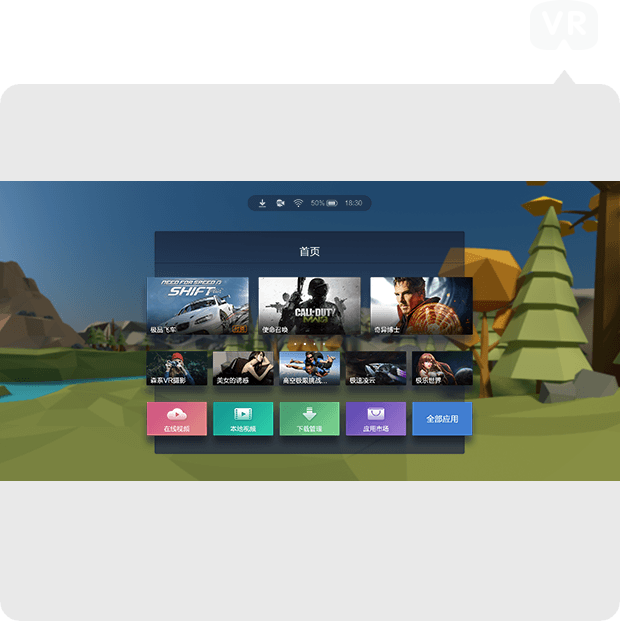 VR
50% 18:30
首页
NEED FOR SPEED
SHIFT
极品飞车
CALL·DUTY
MW3
使命召唤
奇异博士
森系VR摄影
美女的诱惑
高空极限挑战...
极速凌云
极乐世界
在线视频
本地视频
下载管理
应用市场
全部应用